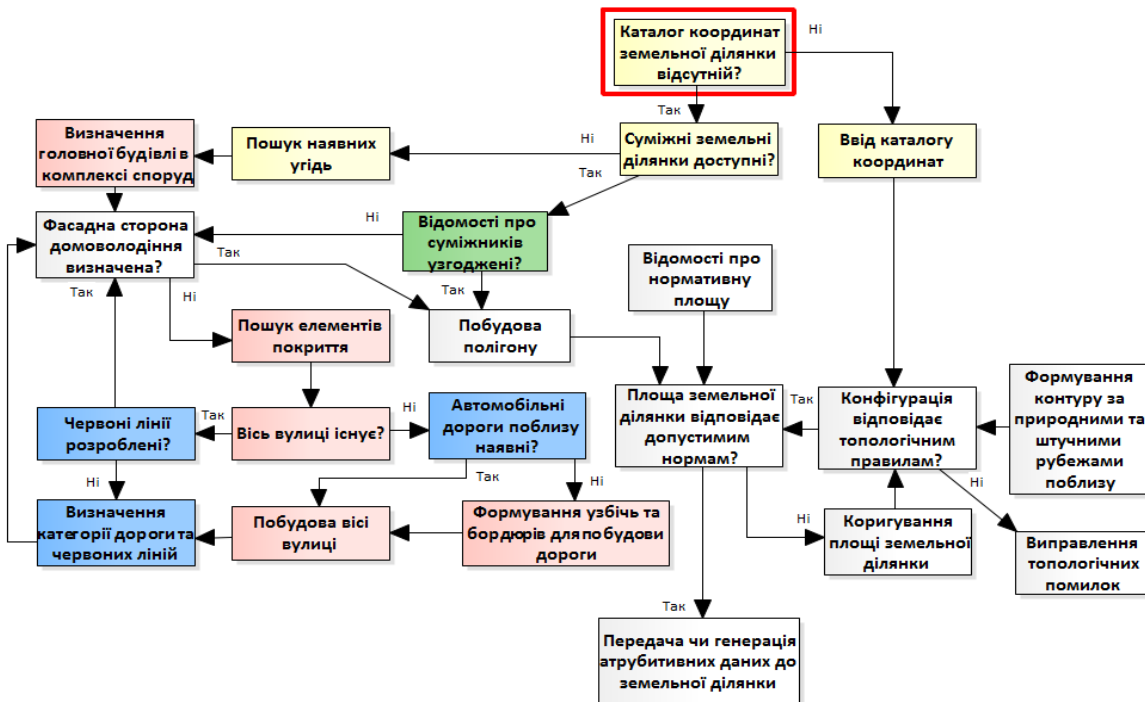 Каталог координат
земельної ділянки
відсутній?
Ні
Так
Визначення
головної будівлі в
комплексі споруд
Пошук наявних
угідь
Ні
Суміжні земельні
ділянки доступні?
Ввід каталогу
координат
Так
Фасадна сторона
домоволодіння
визначена?
Ні
Відомості про
суміжників
узгоджені?
Так
Відомості про
нормативну
площу
Так
Ні
Так
Пошук елементів
покриття
Побудова
полігону
Червоні лінії
розроблені?
Так
Вісь вулиці існує?
Ні
Автомобільні
дороги поблизу
наявні?
Площа земельної
ділянки відповідає
допустимим
нормам?
Так
Конфігурація
відповідає
топологічним
правилам?
Формування
контуру за
природними та
штучними
рубежами
поблизу
Ні
Так
Ні
Ні
Визначення
категорії дороги та
червоних ліній
Побудова вісі
вулиці
Формування узбіч та
бордюрів для побудови
дороги
Ні
Коригування
площі земельної
ділянки
Виправлення
топологічних
помилок
Так
Передача чи генерація
атрубитивних даних до
земельної ділянки